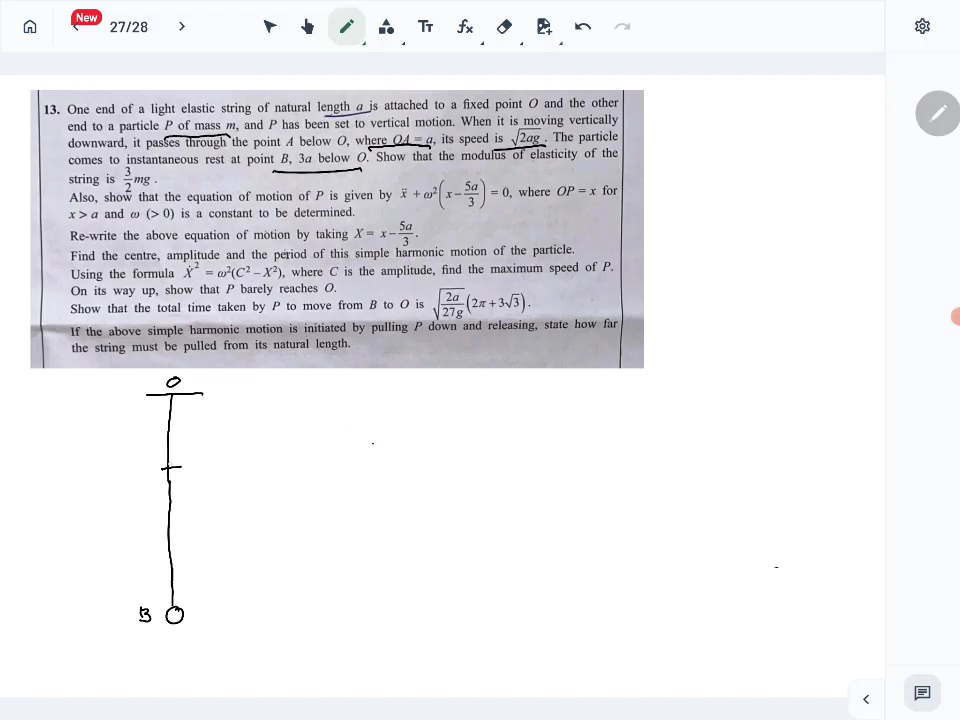 New
27/28
Tт
fx
13. One end of a light elastic string of natural length a is attached to a fixed point O and the other
end to a particle P of mass m, and P has been set to vertical motion. When it is moving vertically
downward, it passes through the point A below O, where OA = a, its speed is √2ag. The particle
comes to instantaneous rest at point B, 3a below O. Show that the modulus of elasticity of the
string is 3/2 mg.
Also, show that the equation of motion of P is given by ẍ + ω²(x − 5a/3) = 0, where OP = x for
x > a and ω (> 0) is a constant to be determined.
Re-write the above equation of motion by taking X = x − 5a/3.
Find the centre, amplitude and the period of this simple harmonic motion of the particle.
Using the formula Ẋ² = ω²(C² − X²), where C is the amplitude, find the maximum speed of P.
On its way up, show that P barely reaches O.
Show that the total time taken by P to move from B to O is √(2a/27g) (2π + 3√3).
If the above simple harmonic motion is initiated by pulling P down and releasing, state how far
the string must be pulled from its natural length.
O
B